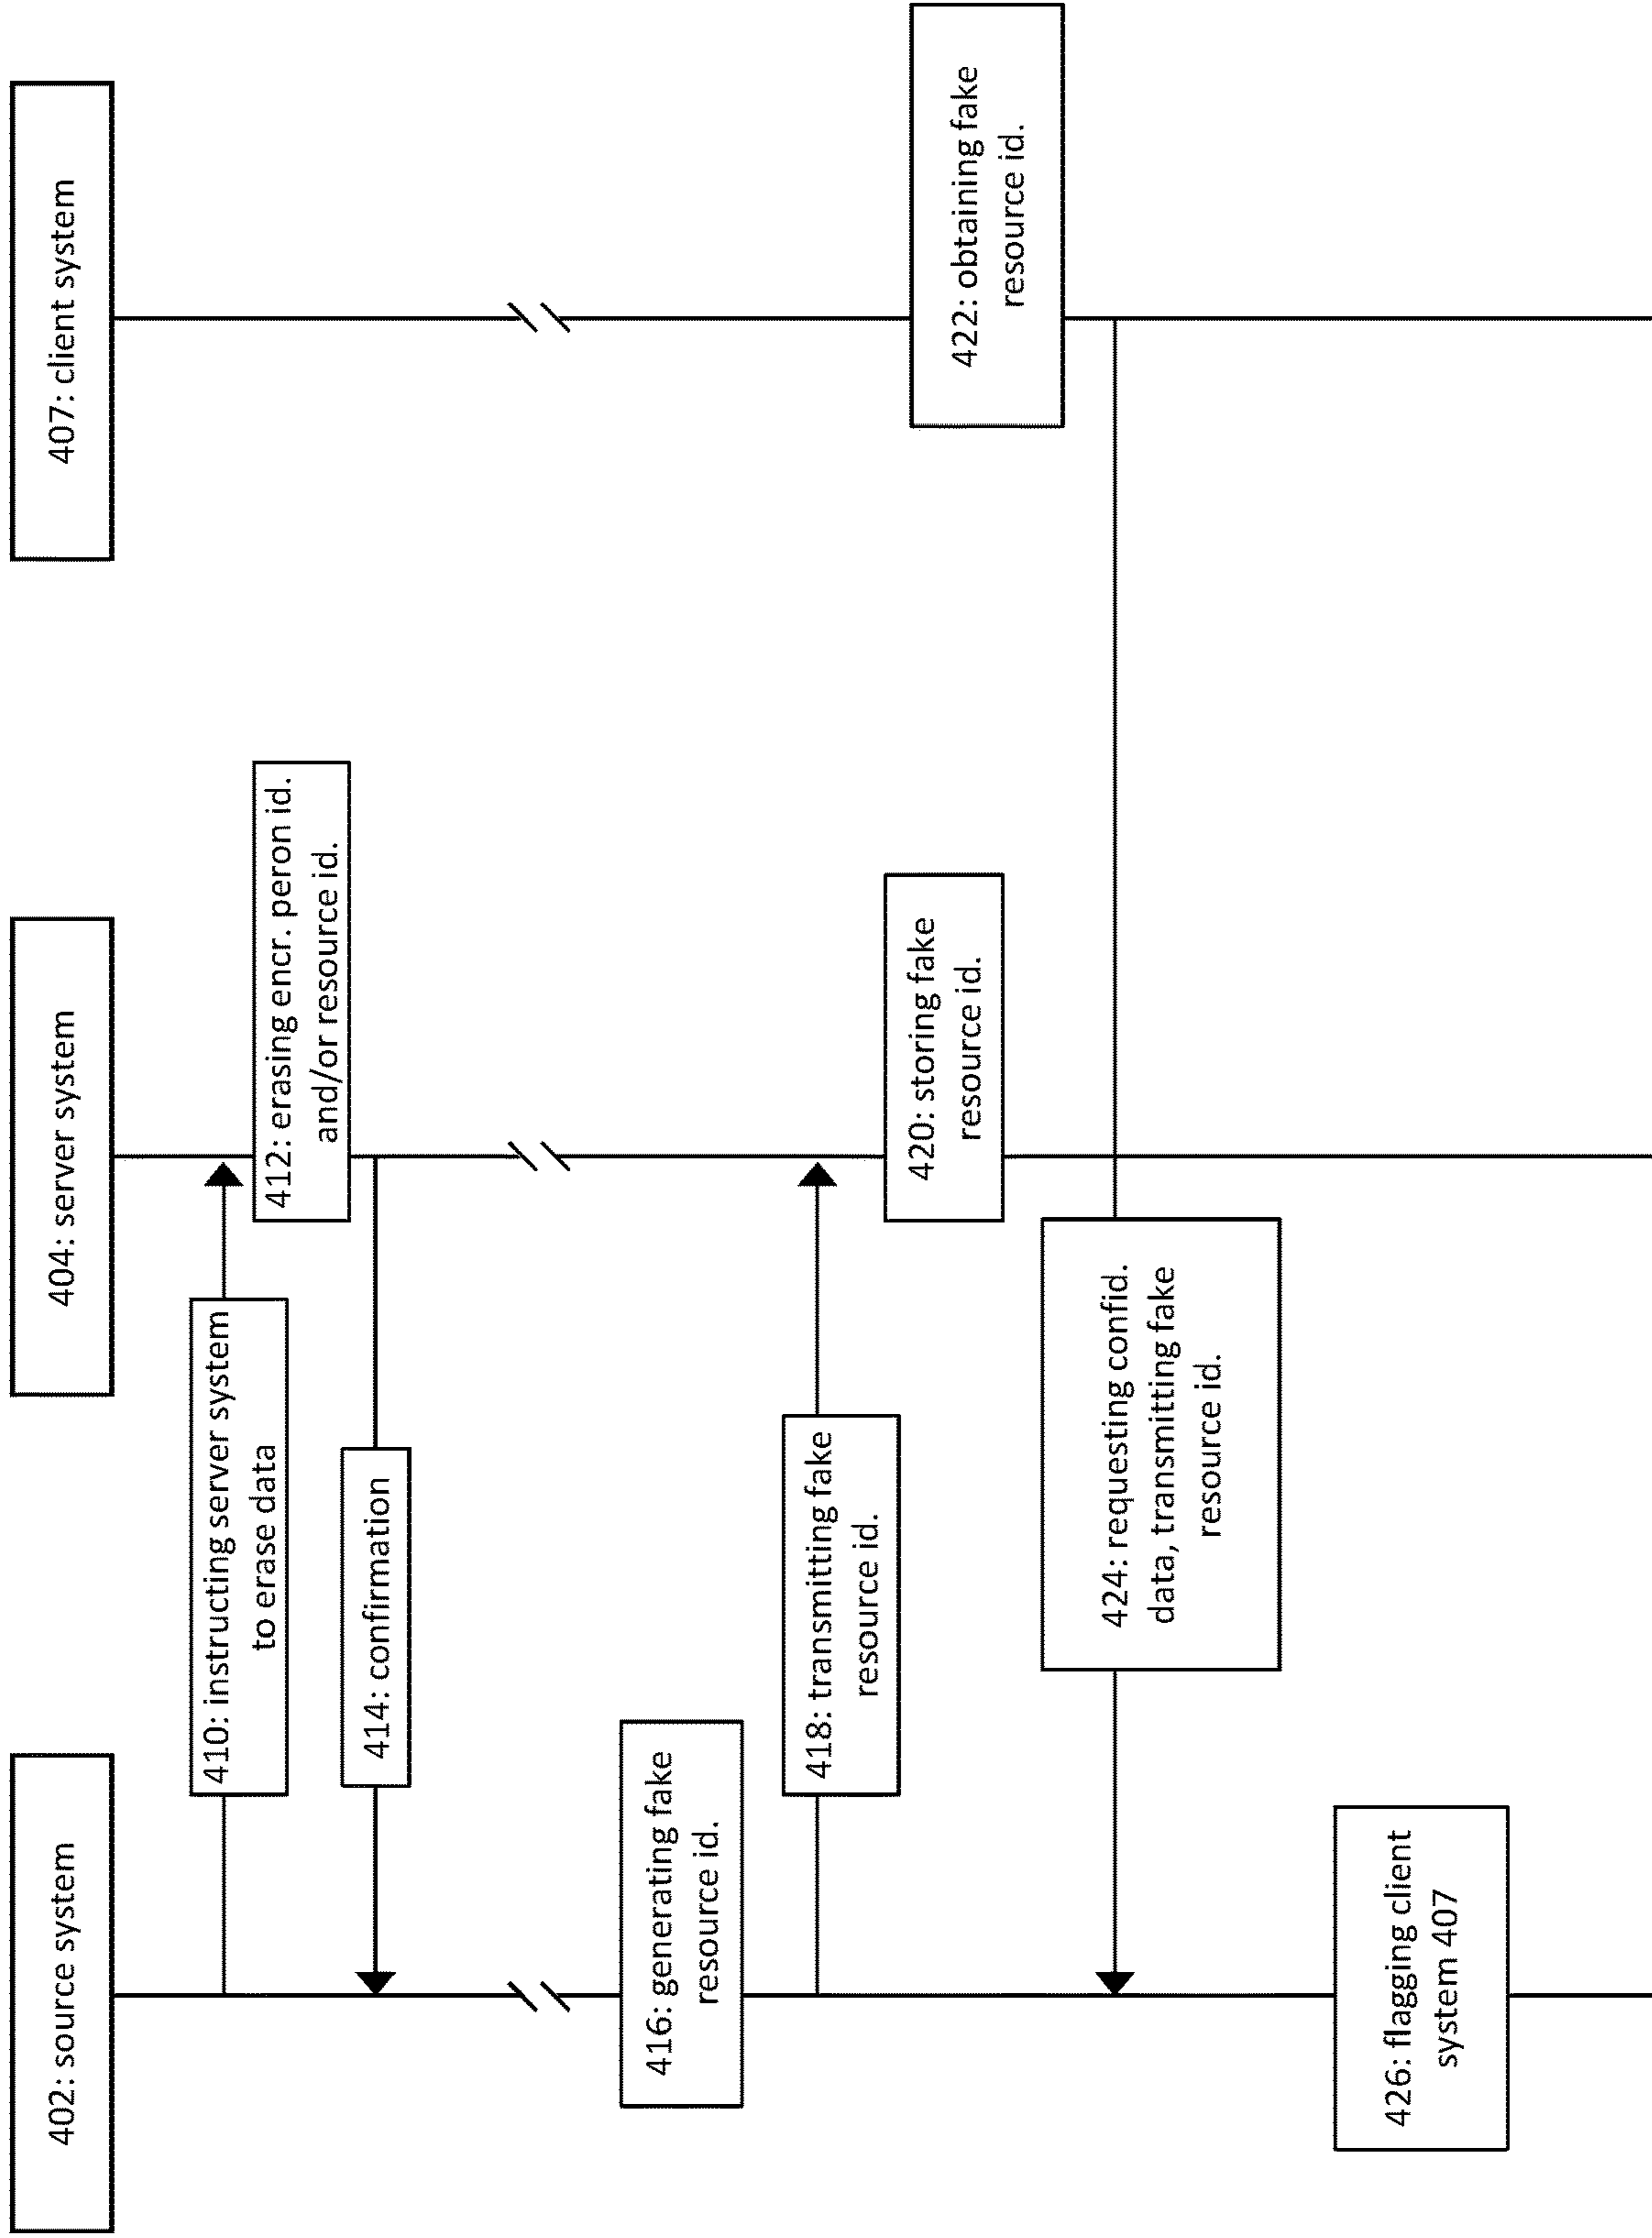 402: source system
404: server system
407: client system
410: instructing server system
to erase data
412: erasing encr. peron id.
and/or resource id.
414: confirmation
416: generating fake
resource id.
418: transmitting fake
resource id.
420: storing fake
resource id.
422: obtaining fake
resource id.
424: requesting confid.
data, transmitting fake
resource id.
426: flagging client
system 407